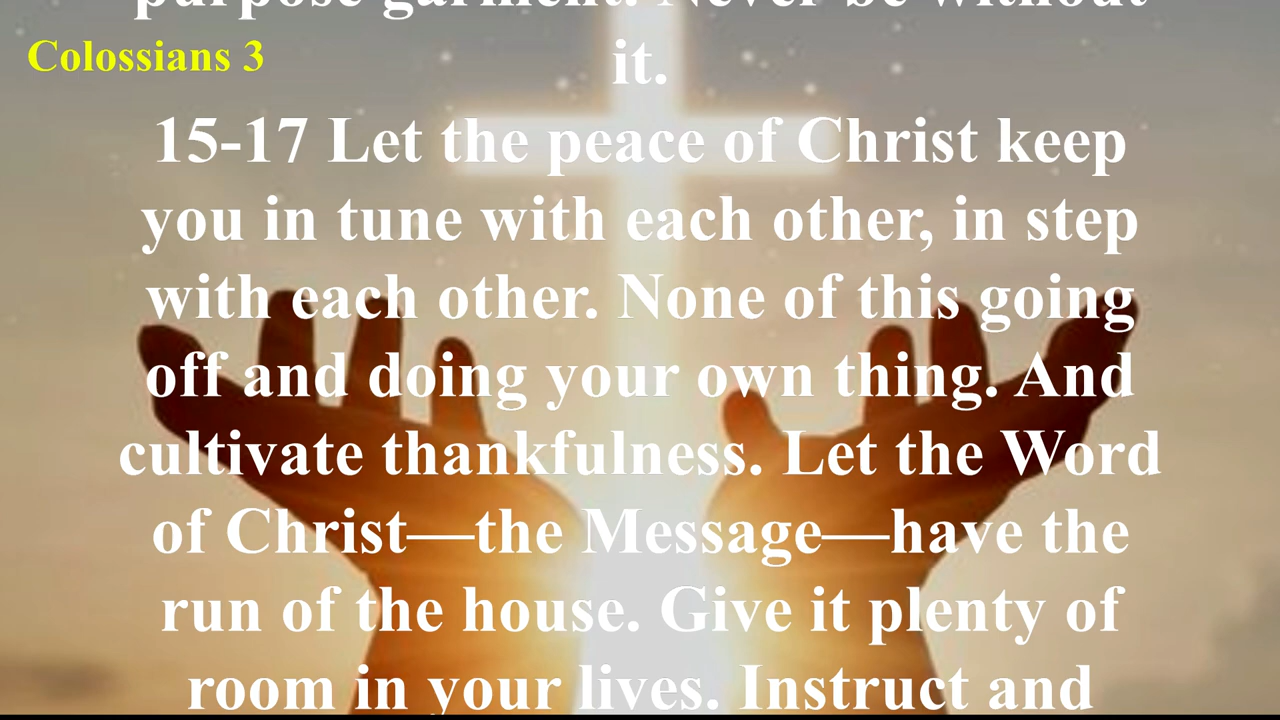 purpose garment. Never be without
Colossians 3
it.
15-17 Let the peace of Christ keep
you in tune with each other, in step
with each other. None of this going
off and doing your own thing. And
cultivate thankfulness. Let the Word
of Christ—the Message—have the
run of the house. Give it plenty of
room in your lives. Instruct and